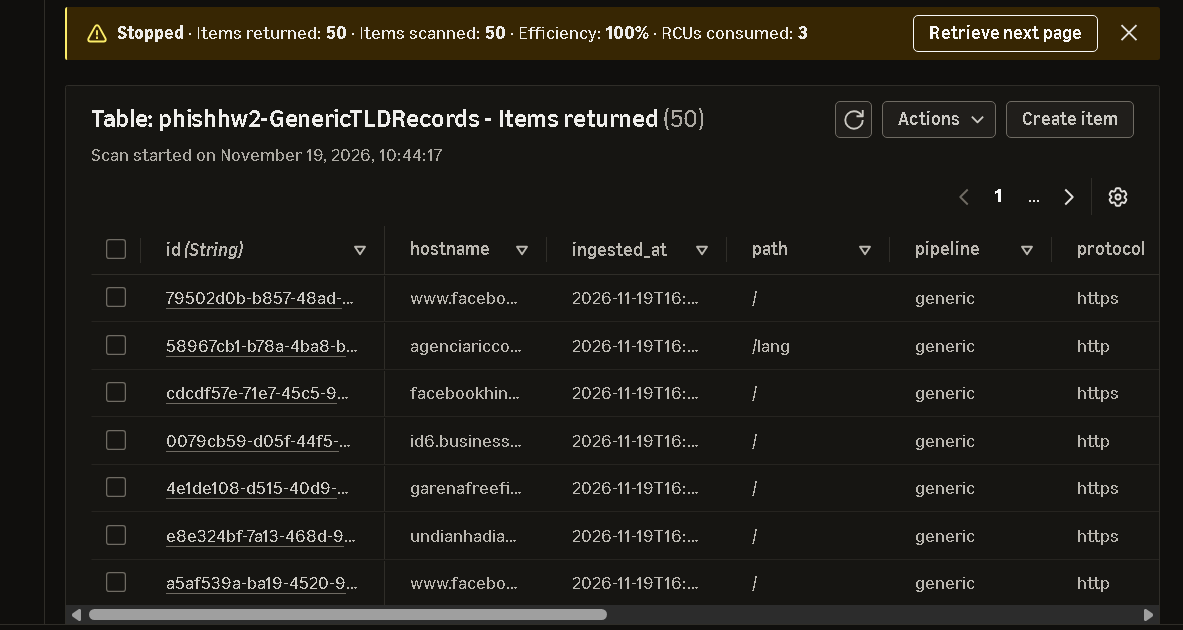 Stopped · Items returned: 50 · Items scanned: 50 · Efficiency: 100% · RCUs consumed: 3
Retrieve next page
Table: phishhw2-GenericTLDRecords - Items returned (50)
Actions
Create item
Scan started on November 19, 2026, 10:44:17
1 ...
id (String) hostname ingested_at path pipeline protocol
79502d0b-b857-48ad-... www.facebo... 2026-11-19T16:... / generic https
58967cb1-b78a-4ba8-b... agenciaricco... 2026-11-19T16:... /lang generic http
cdcdf57e-71e7-45c5-9... facebookhin... 2026-11-19T16:... / generic https
0079cb59-d05f-44f5-... id6.business... 2026-11-19T16:... / generic http
4e1de108-d515-40d9-... garenafreefi... 2026-11-19T16:... / generic https
e8e324bf-7a13-468d-9... undianhadia... 2026-11-19T16:... / generic https
a5af539a-ba19-4520-9... www.facebo... 2026-11-19T16:... / generic http